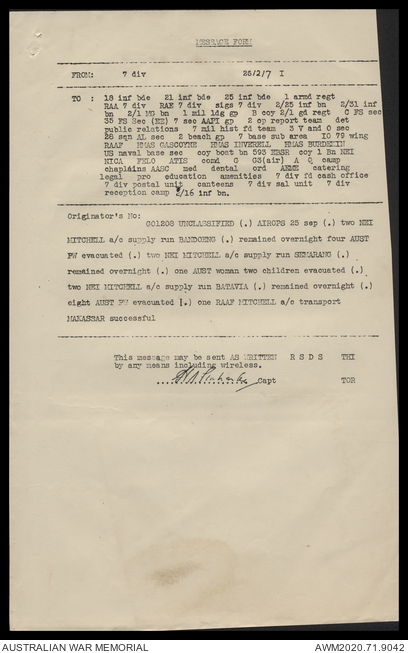 MESSAGE FORM
FROM: 7 div 26/2/7 I
TO : 18 inf bde 21 inf bde 25 inf bde 1 armd regt
RAA 7 div RAE 7 div sigs 7 div 2/25 inf bn 2/31 inf
bn 2/1 MG bn 1 mil ldg gp B coy 2/1 gd regt C FS sec
35 FS Sec (ME) 7 sec AAPI gp 2 op report team det
public relations 7 mil hist fd team 3 V and O sec
28 sqn AL sec 2 beach gp 7 base sub area IO 79 wing
RAAF HMAS GASCOYNE HMAS INVERELL HMAS BURDEKIN
US naval base sec coy boat bn 593 EBSR coy 1 Bn NEI
NICA FELO ATIS comd G G3(air) A Q camp
chaplains AASC med dental ord AEME catering
legal pro education amenities 7 div fd cash office
7 div postal unit canteens 7 div sal unit 7 div
reception camp 2/16 inf bn.
Originator's No:
CO1208 UNCLASSIFIED (.) AIROPS 25 sep (.) two NEI
MITCHELL a/c supply run BANDOENG (.) remained overnight four AUST
PW evacuated (.) two NEI MITCHELL a/c supply run SEMARANG (.)
remained overnight (.) one AUST woman two children evacuated (.)
two NEI MITCHELL a/c supply run BATAVIA (.) remained overnight (.)
eight AUST PW evacuated (.) one RAAF MITCHELL a/c transport
MAKASSAR successful
This message may be sent AS WRITTEN R S D S THI
by any means including wireless.
Capt TOR
AUSTRALIAN WAR MEMORIAL AWM2020.71.9042